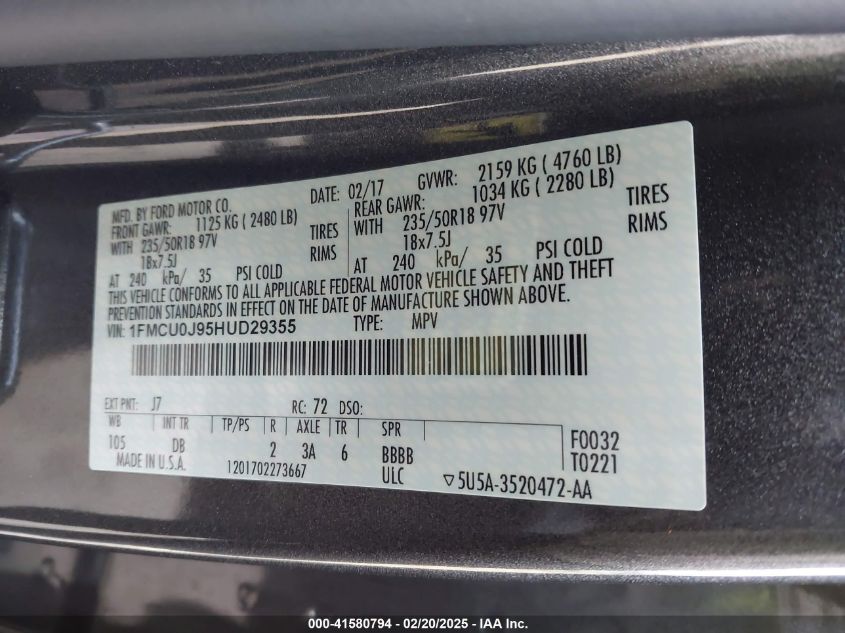 MFD. BY FORD MOTOR CO. DATE: 02/17 GVWR: 2159 KG ( 4760 LB)
FRONT GAWR: 1125 KG ( 2480 LB) REAR GAWR: 1034 KG ( 2280 LB)
WITH 235/50R18 97V TIRES WITH 235/50R18 97V TIRES
18x7.5J RIMS 18x7.5J RIMS
AT 240 kPa/ 35 PSI COLD AT 240 kPa/ 35 PSI COLD
THIS VEHICLE CONFORMS TO ALL APPLICABLE FEDERAL MOTOR VEHICLE SAFETY AND THEFT
PREVENTION STANDARDS IN EFFECT ON THE DATE OF MANUFACTURE SHOWN ABOVE.
VIN: 1FMCU0J95HUD29355 TYPE: MPV
EXT PNT: J7 RC: 72 DSO:
WB INT TR TP/PS R AXLE TR SPR
105 DB 2 3A 6 BBBB F0032
MADE IN U.S.A. 1201702273667 ULC T0221
▽5U5A-3520472-AA
000-41580794 - 02/20/2025 - IAA Inc.